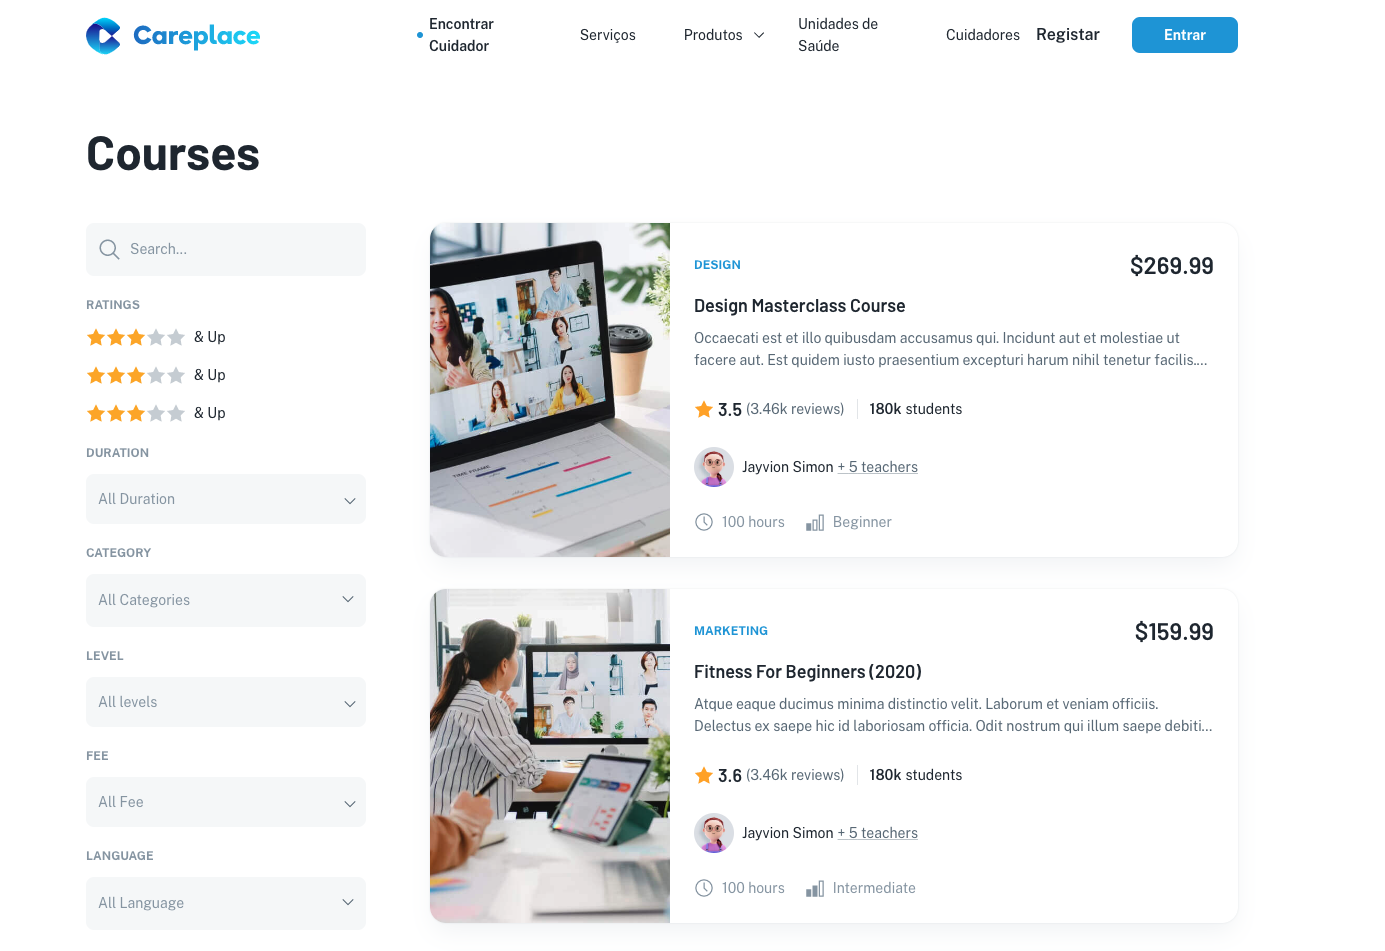 Careplace
Encontrar
Cuidador
Serviços
Produtos
Unidades de
Saúde
Cuidadores
Registar
Entrar
Courses
Search...
RATINGS
& Up
& Up
& Up
DURATION
All Duration
CATEGORY
All Categories
LEVEL
All levels
FEE
All Fee
LANGUAGE
All Language
TIME FRAME
DESIGN
$269.99
Design Masterclass Course
Occaecati est et illo quibusdam accusamus qui. Incidunt aut et molestiae ut
facere aut. Est quidem iusto praesentium excepturi harum nihil tenetur facilis....
3.5 (3.46k reviews) 180k students
Jayvion Simon + 5 teachers
100 hours Beginner
MARKETING
$159.99
Fitness For Beginners (2020)
Atque eaque ducimus minima distinctio velit. Laborum et veniam officiis.
Delectus ex saepe hic id laboriosam officia. Odit nostrum qui illum saepe debiti...
3.6 (3.46k reviews) 180k students
Jayvion Simon + 5 teachers
100 hours Intermediate